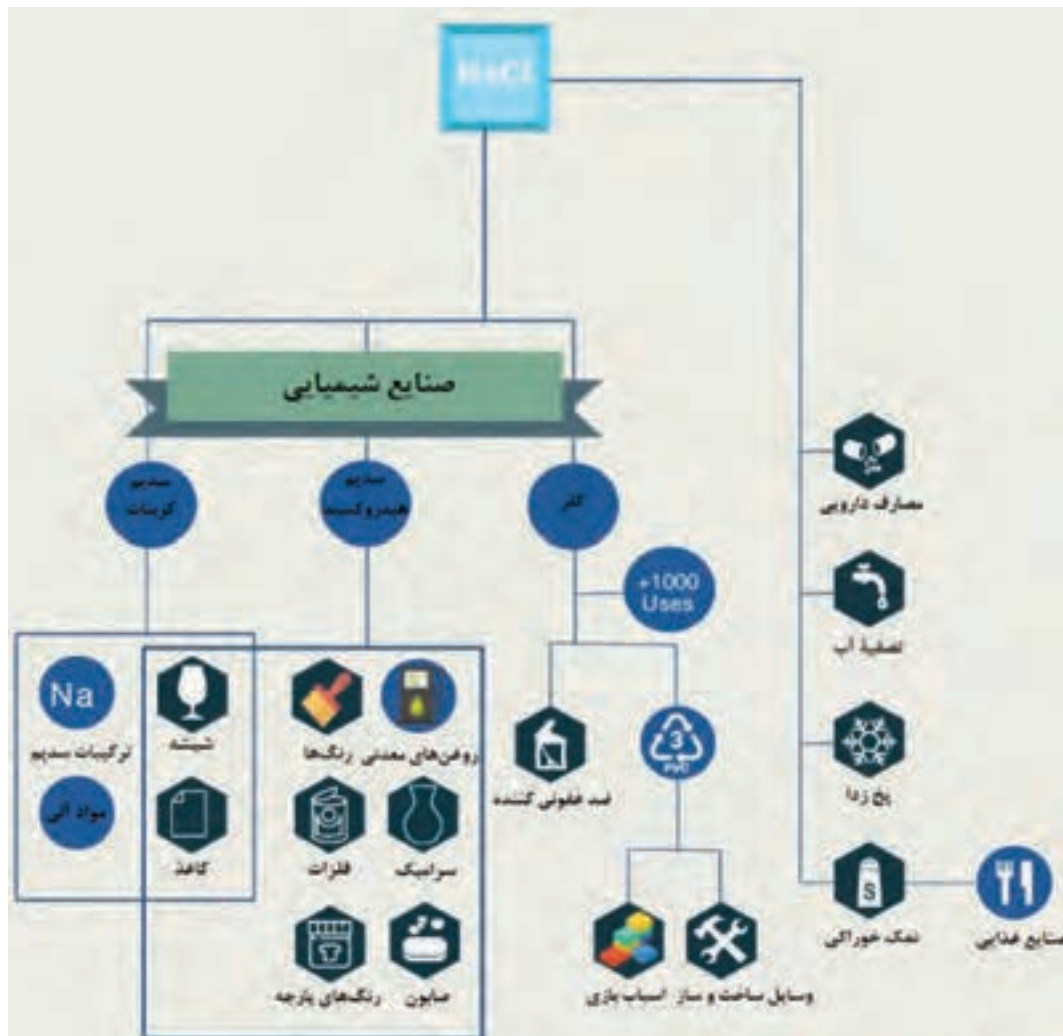 NaCl
صنایع شیمیایی
سدیم
کربنات
سدیم
هیدروکسید
کلر
+1000
Uses
مصارف دارویی
تصفیهٔ آب
یخ زدا
نمک خوراکی
صنایع غذایی
S
Na
ترکیبات سدیم
مواد آلی
شیشه
کاغذ
رنگ‌ها
روغن‌های معدنی
فلزات
سرامیک
رنگ‌های پارچه
صابون
ضد عفونی کننده
3
PVC
اسباب بازی
وسایل ساخت و ساز